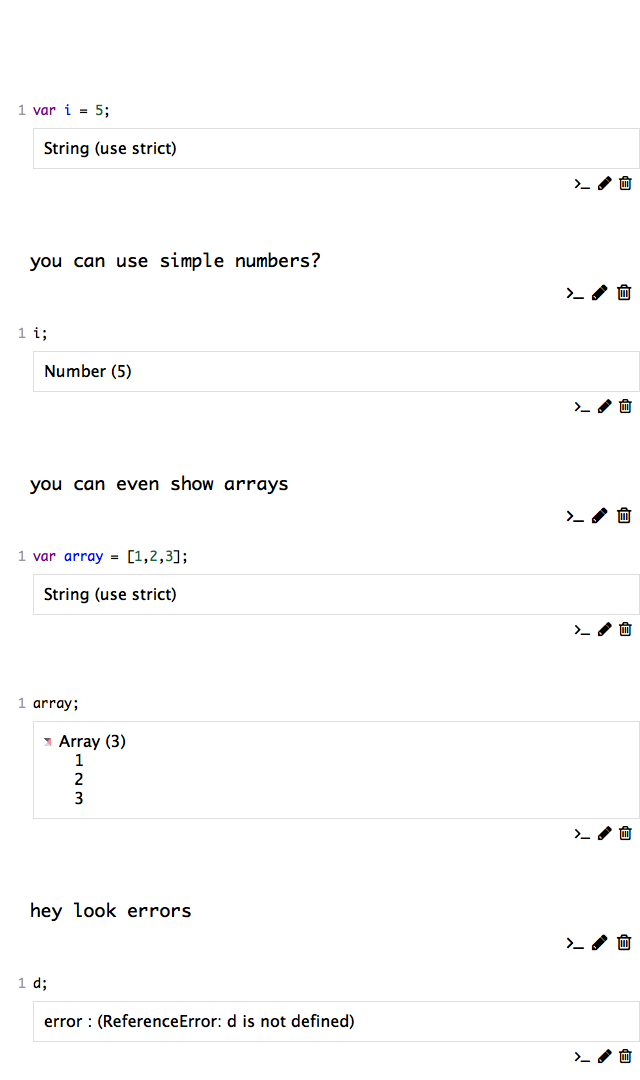 1 var i = 5;
String (use strict)
>_
you can use simple numbers?
>_
1 i;
Number (5)
>_
you can even show arrays
>_
1 var array = [1,2,3];
String (use strict)
>_
1 array;
Array (3)
1
2
3
>_
hey look errors
>_
1 d;
error : (ReferenceError: d is not defined)
>_